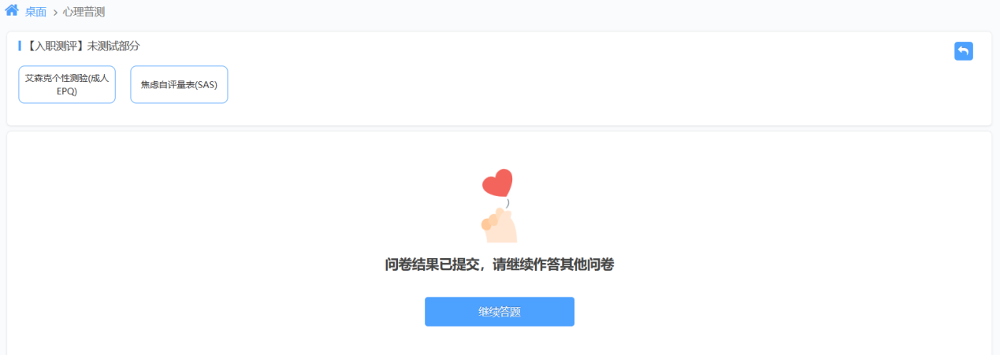 桌面 > 心理普测
【入职测评】未测试部分
艾森克个性测验(成人
EPQ)
焦虑自评量表(SAS)
问卷结果已提交，请继续作答其他问卷
继续答题